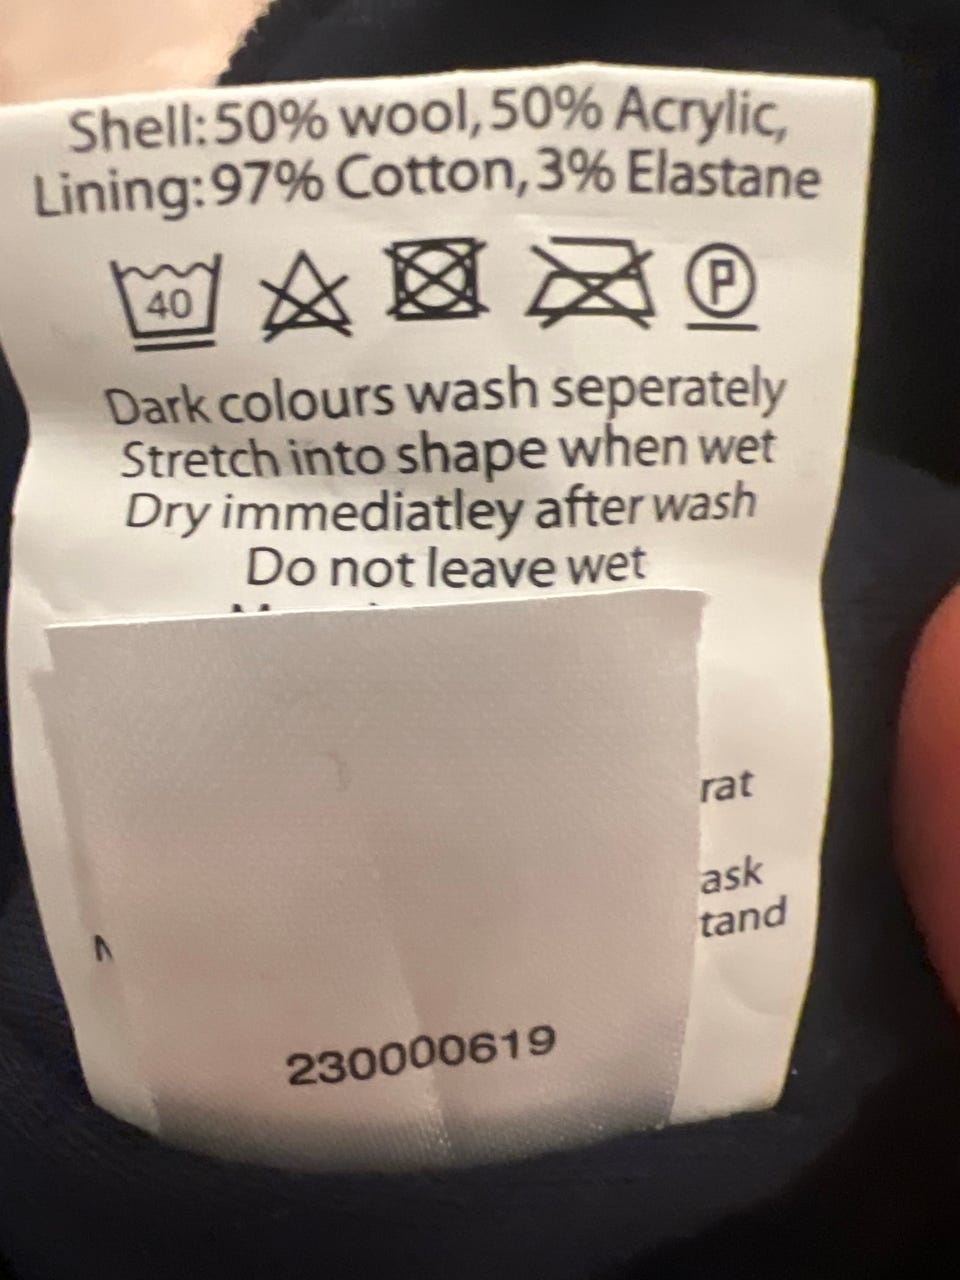 Shell: 50% wool, 50% Acrylic,
Lining: 97% Cotton, 3% Elastane
40
P
Dark colours wash seperately
Stretch into shape when wet
Dry immediatley after wash
Do not leave wet
rat
ask
tand
230000619